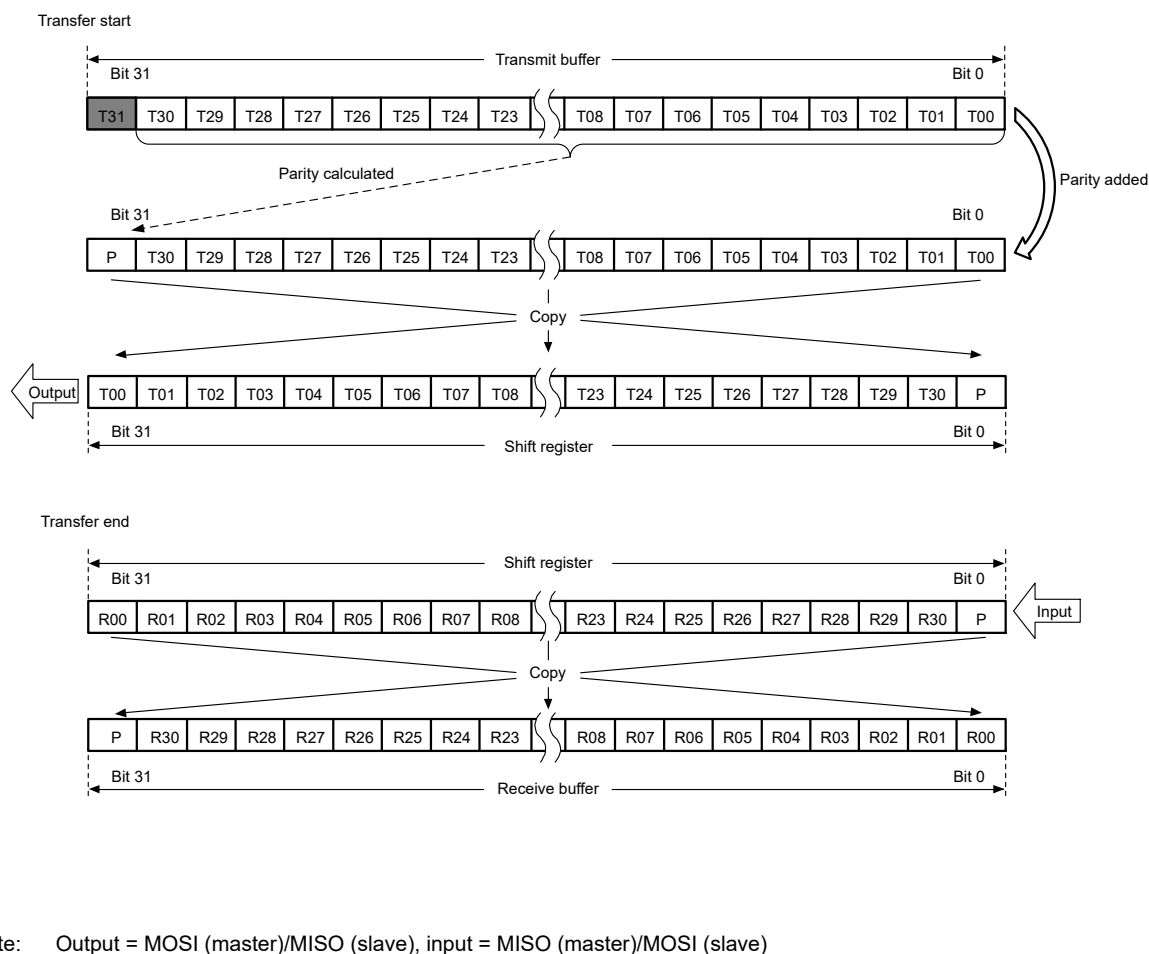 Transfer start
Transmit buffer
Bit 31 Bit 0
T31 T30 T29 T28 T27 T26 T25 T24 T23 T08 T07 T06 T05 T04 T03 T02 T01 T00
Parity calculated
Parity added
Bit 31 Bit 0
P T30 T29 T28 T27 T26 T25 T24 T23 T08 T07 T06 T05 T04 T03 T02 T01 T00
Copy
Output
T00 T01 T02 T03 T04 T05 T06 T07 T08 T23 T24 T25 T26 T27 T28 T29 T30 P
Bit 31 Bit 0
Shift register
Transfer end
Shift register
Bit 31 Bit 0
R00 R01 R02 R03 R04 R05 R06 R07 R08 R23 R24 R25 R26 R27 R28 R29 R30 P
Input
Copy
P R30 R29 R28 R27 R26 R25 R24 R23 R08 R07 R06 R05 R04 R03 R02 R01 R00
Bit 31 Bit 0
Receive buffer
te: Output = MOSI (master)/MISO (slave), input = MISO (master)/MOSI (slave)